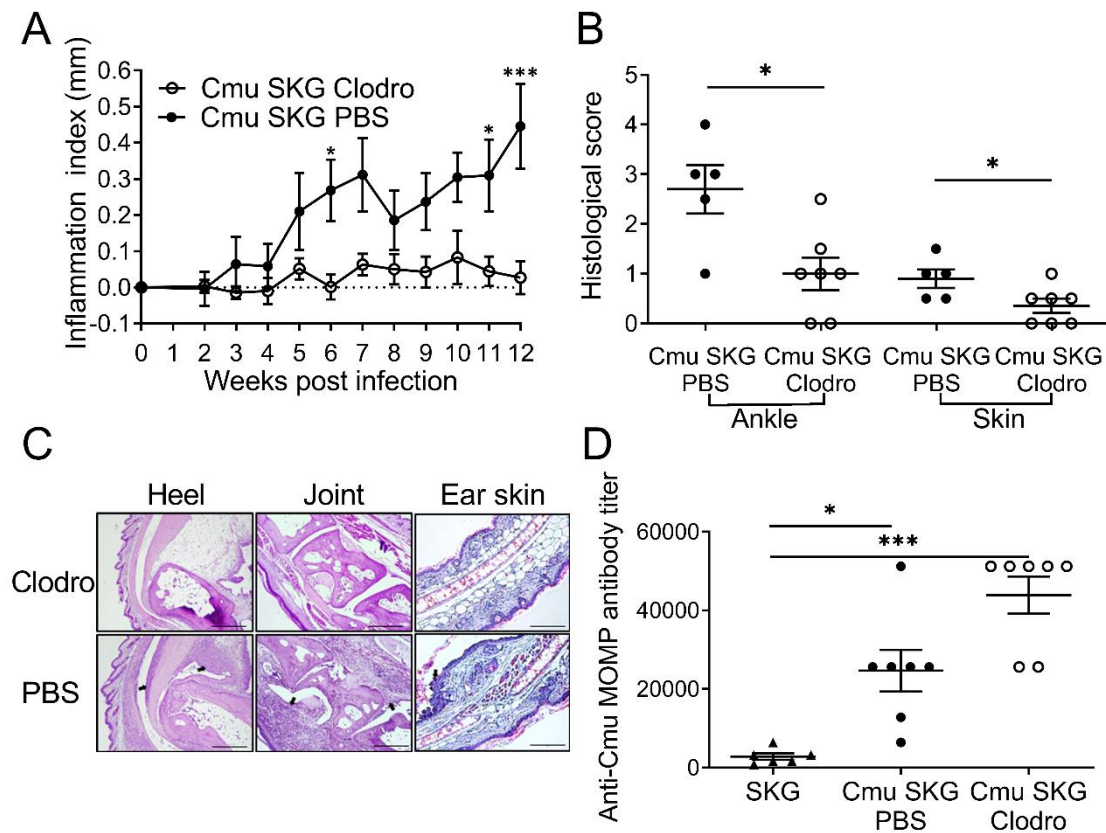 A
Inflammation index (mm)
0.6
0.5
0.4
0.3
0.2
0.1
0.0
-0.1
Cmu SKG Clodro
Cmu SKG PBS
*
*
***
0 1 2 3 4 5 6 7 8 9 10 11 12
Weeks post infection
B
Histological score
5
4
3
2
1
0
*
*
Cmu SKG PBS
Cmu SKG Clodro
Cmu SKG PBS
Cmu SKG Clodro
Ankle
Skin
C
Heel Joint Ear skin
Clodro
PBS
D
Anti-Cmu MOMP antibody titer
60000
40000
20000
0
*
***
SKG
Cmu SKG PBS
Cmu SKG Clodro